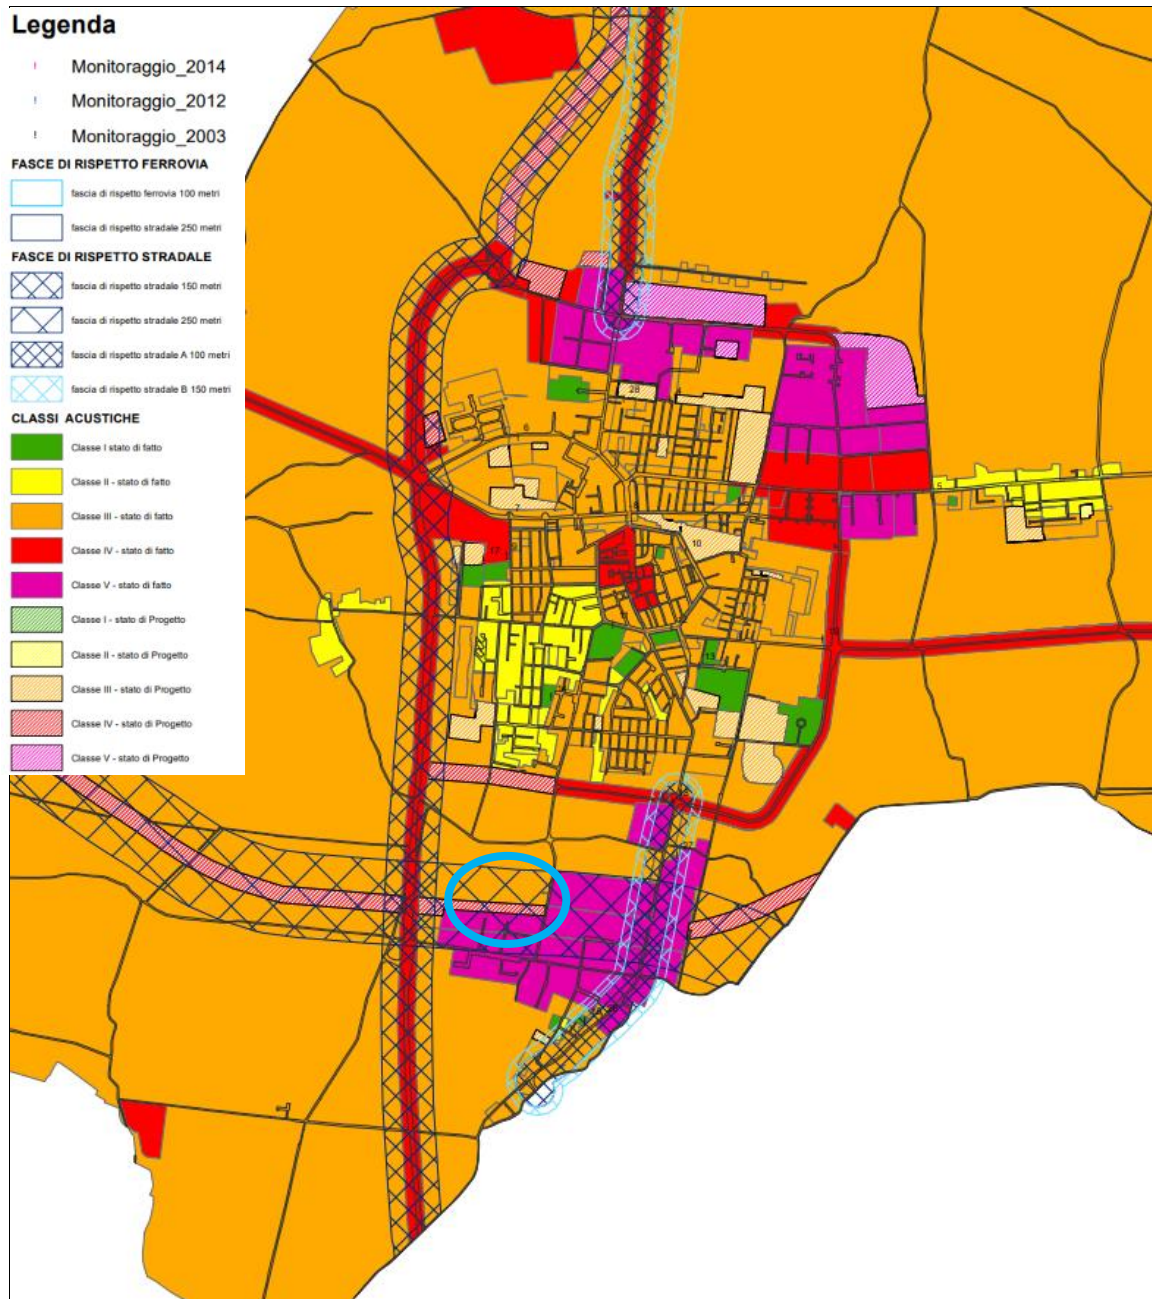 Legenda
! Monitoraggio_2014
! Monitoraggio_2012
! Monitoraggio_2003
FASCE DI RISPETTO FERROVIA
fascia di rispetto ferrovia 100 metri
fascia di rispetto stradale 250 metri
FASCE DI RISPETTO STRADALE
fascia di rispetto stradale 150 metri
fascia di rispetto stradale 250 metri
fascia di rispetto stradale A 100 metri
fascia di rispetto stradale B 150 metri
CLASSI ACUSTICHE
Classe I stato di fatto
Classe II - stato di fatto
Classe III - stato di fatto
Classe IV - stato di fatto
Classe V - stato di fatto
Classe I - stato di Progetto
Classe II - stato di Progetto
Classe III - stato di Progetto
Classe IV - stato di Progetto
Classe V - stato di Progetto
28
6
5
7
10
17
13